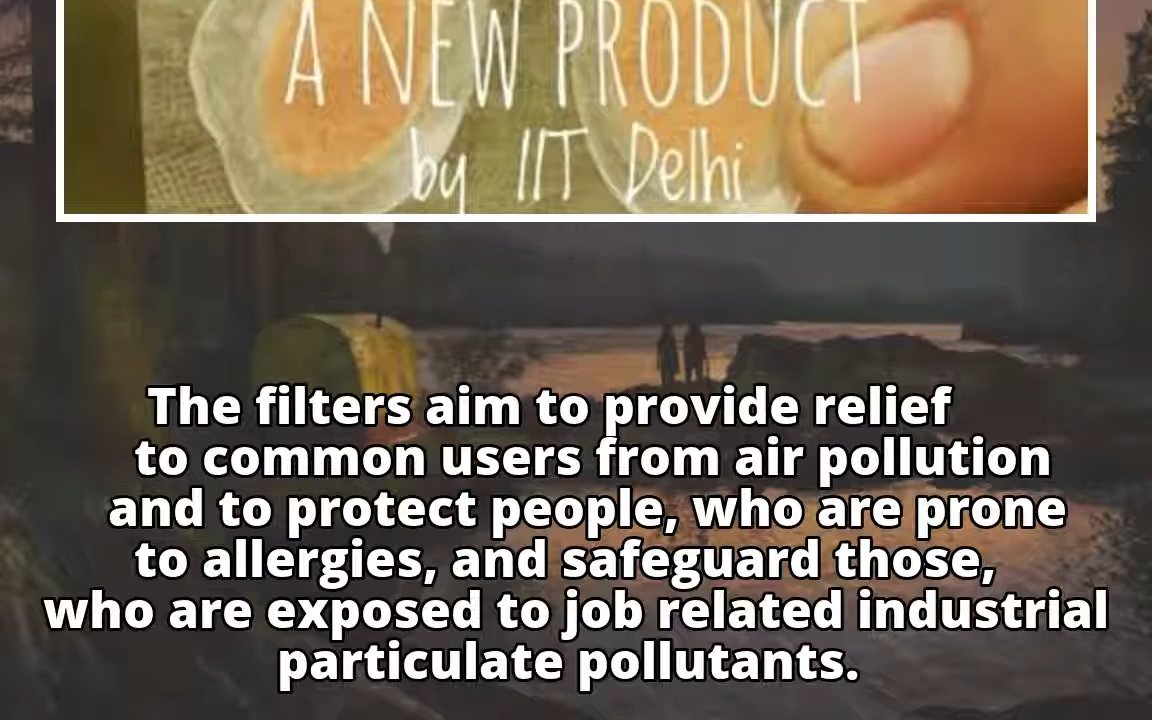 A NEW PRODUCT
by IIT Delhi
The filters aim to provide relief
to common users from air pollution
and to protect people, who are prone
to allergies, and safeguard those,
who are exposed to job related industrial
particulate pollutants.